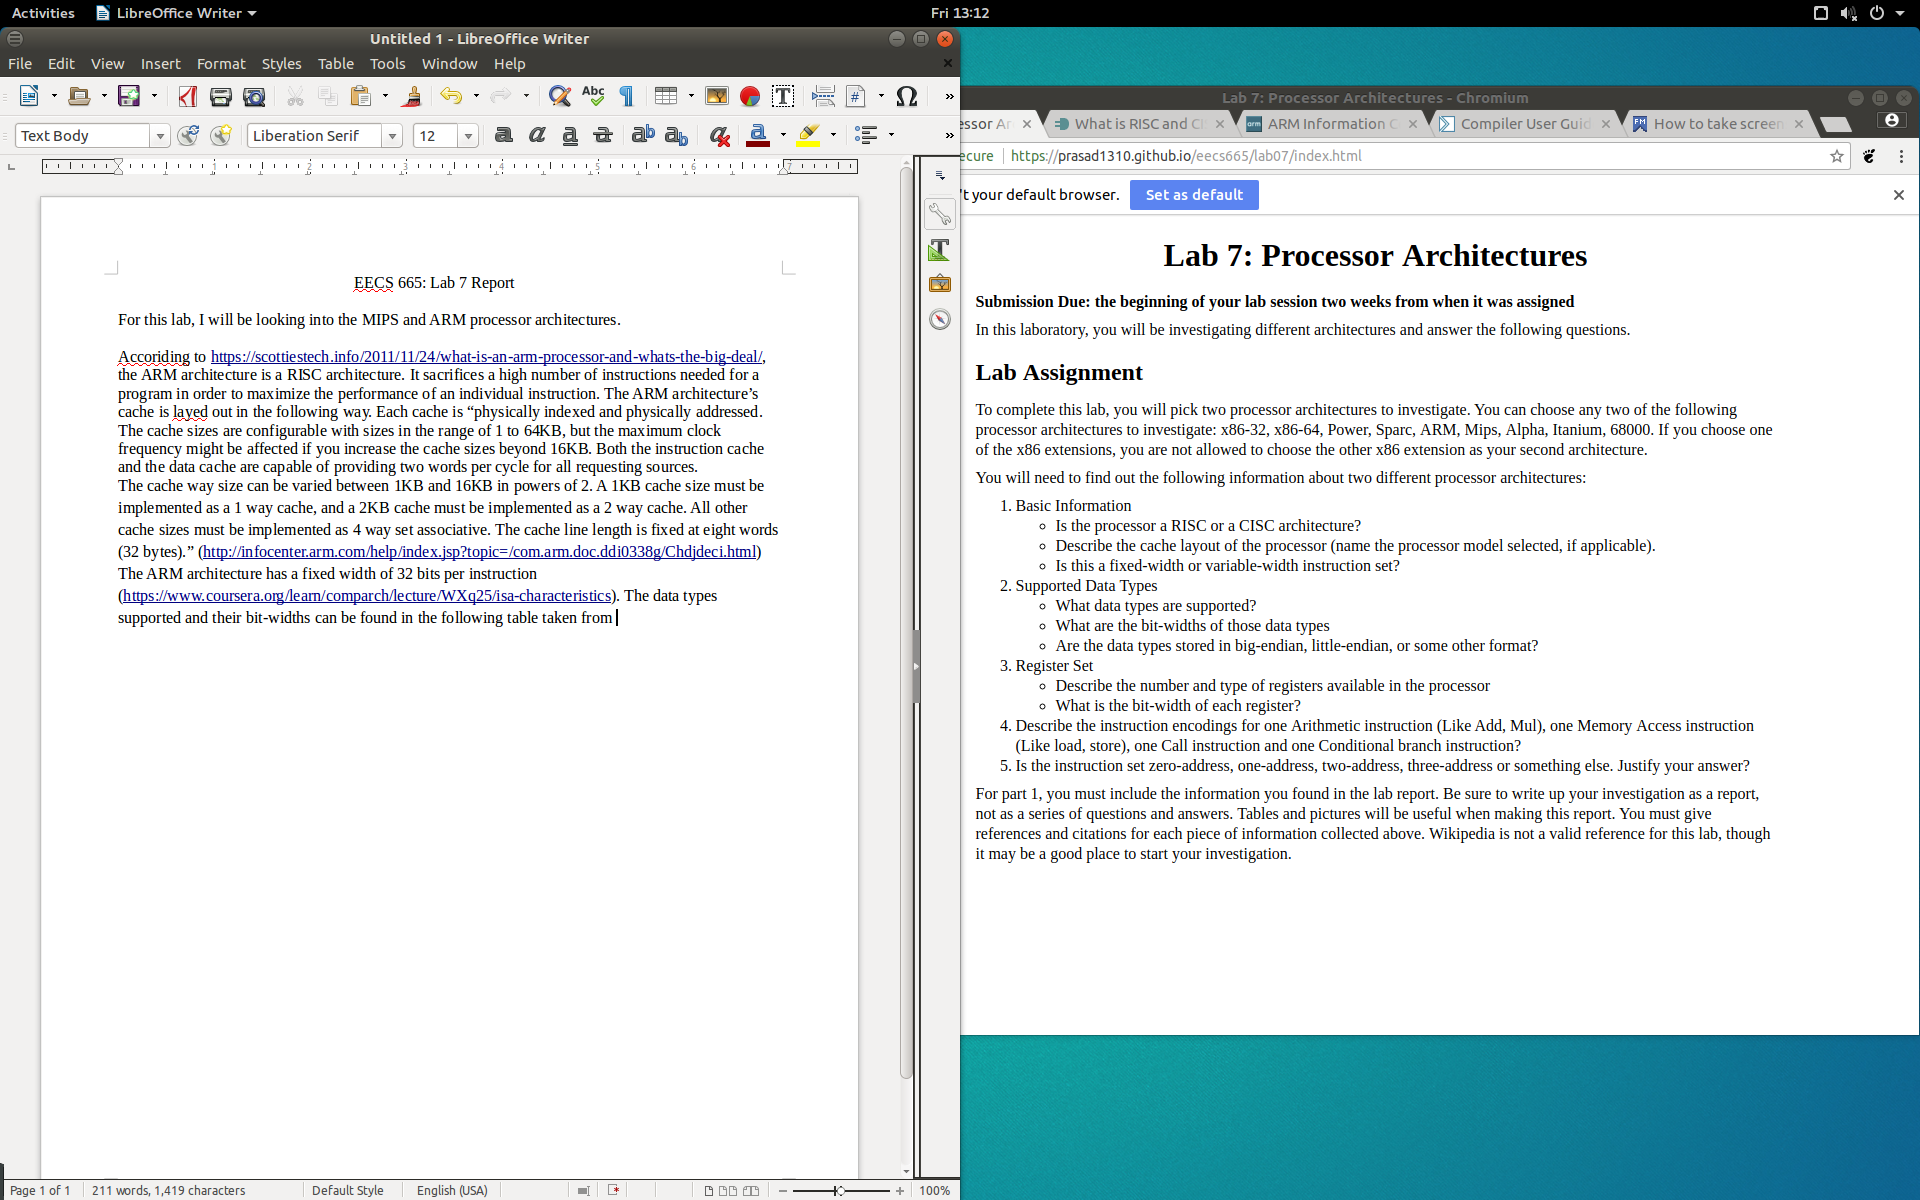 Activities
LibreOffice Writer
Fri 13:12
Untitled 1 - LibreOffice Writer
File Edit View Insert Format Styles Table Tools Window Help
Text Body
Liberation Serif
12
EECS 665: Lab 7 Report
For this lab, I will be looking into the MIPS and ARM processor architectures.
Accoriding to https://scottiestech.info/2011/11/24/what-is-an-arm-processor-and-whats-the-big-deal/,
the ARM architecture is a RISC architecture. It sacrifices a high number of instructions needed for a
program in order to maximize the performance of an individual instruction. The ARM architecture’s
cache is layed out in the following way. Each cache is “physically indexed and physically addressed.
The cache sizes are configurable with sizes in the range of 1 to 64KB, but the maximum clock
frequency might be affected if you increase the cache sizes beyond 16KB. Both the instruction cache
and the data cache are capable of providing two words per cycle for all requesting sources.
The cache way size can be varied between 1KB and 16KB in powers of 2. A 1KB cache size must be
implemented as a 1 way cache, and a 2KB cache must be implemented as a 2 way cache. All other
cache sizes must be implemented as 4 way set associative. The cache line length is fixed at eight words
(32 bytes).” (http://infocenter.arm.com/help/index.jsp?topic=/com.arm.doc.ddi0338g/Chdjdeci.html)
The ARM architecture has a fixed width of 32 bits per instruction
(https://www.coursera.org/learn/comparch/lecture/WXq25/isa-characteristics). The data types
supported and their bit-widths can be found in the following table taken from
Page 1 of 1
211 words, 1,419 characters
Default Style
English (USA)
100%
Lab 7: Processor Architectures - Chromium
essor Ar
What is RISC and CI
ARM Information C
Compiler User Guid
How to take screen
ecure
https://prasad1310.github.io/eecs665/lab07/index.html
't your default browser.
Set as default
Lab 7: Processor Architectures
Submission Due: the beginning of your lab session two weeks from when it was assigned
In this laboratory, you will be investigating different architectures and answer the following questions.
Lab Assignment
To complete this lab, you will pick two processor architectures to investigate. You can choose any two of the following
processor architectures to investigate: x86-32, x86-64, Power, Sparc, ARM, Mips, Alpha, Itanium, 68000. If you choose one
of the x86 extensions, you are not allowed to choose the other x86 extension as your second architecture.
You will need to find out the following information about two different processor architectures:
1. Basic Information
Is the processor a RISC or a CISC architecture?
Describe the cache layout of the processor (name the processor model selected, if applicable).
Is this a fixed-width or variable-width instruction set?
2. Supported Data Types
What data types are supported?
What are the bit-widths of those data types
Are the data types stored in big-endian, little-endian, or some other format?
3. Register Set
Describe the number and type of registers available in the processor
What is the bit-width of each register?
4. Describe the instruction encodings for one Arithmetic instruction (Like Add, Mul), one Memory Access instruction
(Like load, store), one Call instruction and one Conditional branch instruction?
5. Is the instruction set zero-address, one-address, two-address, three-address or something else. Justify your answer?
For part 1, you must include the information you found in the lab report. Be sure to write up your investigation as a report,
not as a series of questions and answers. Tables and pictures will be useful when making this report. You must give
references and citations for each piece of information collected above. Wikipedia is not a valid reference for this lab, though
it may be a good place to start your investigation.